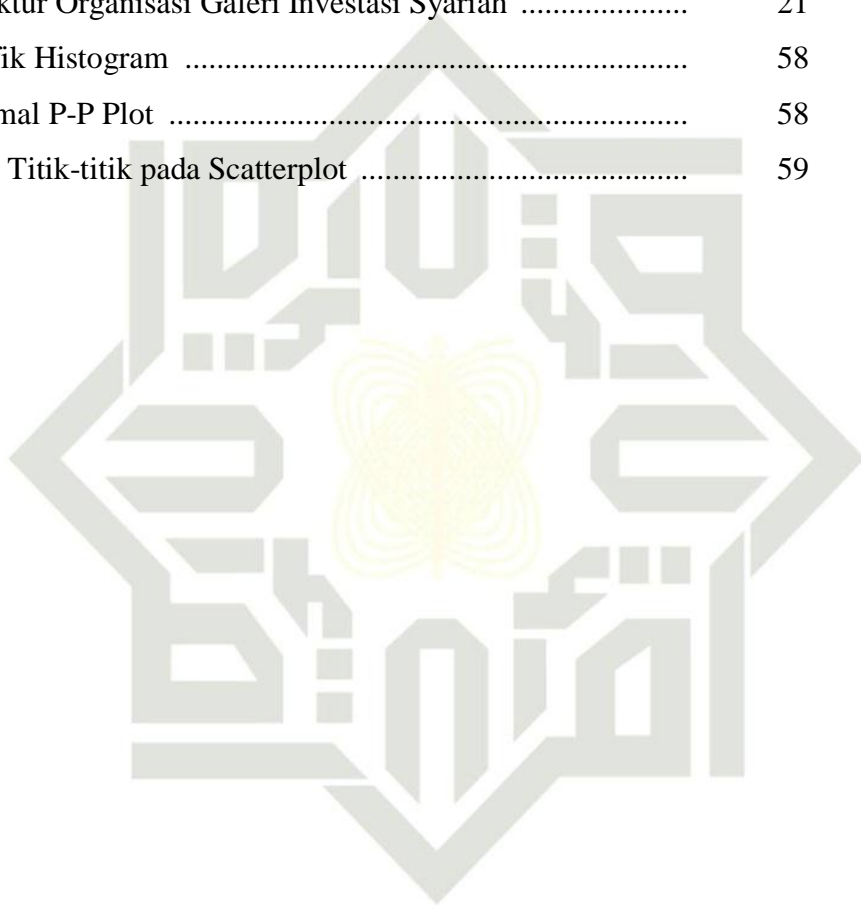 ktur Organisasi Galeri Investasi Syariah ..................... 21
ik Histogram ................................................................ 58
mal P-P Plot .................................................................. 58
Titik-titik pada Scatterplot ......................................... 59